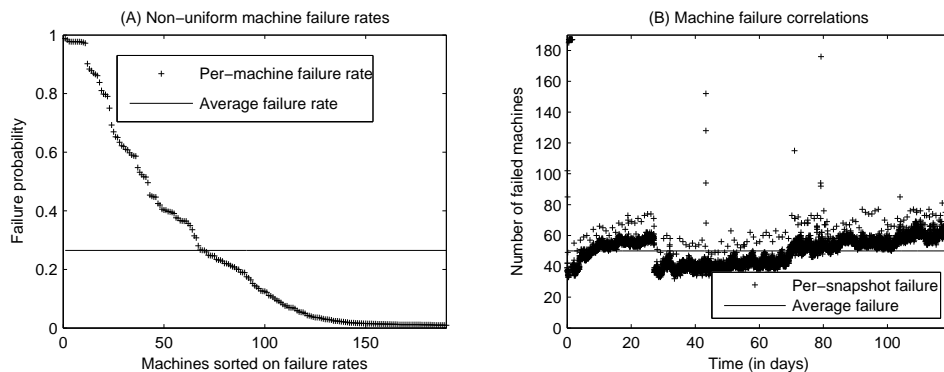 (A) Non−uniform machine failure rates
1
0.8
0.6
0.4
0.2
0
0
50
100
150
Failure probability
Machines sorted on failure rates
Per−machine failure rate
Average failure rate
(B) Machine failure correlations
180
160
140
120
100
80
60
40
20
0
0
20
40
60
80
100
Number of failed machines
Time (in days)
Per−snapshot failure
Average failure